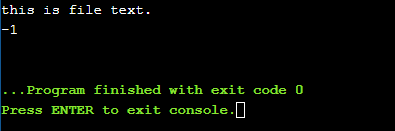 this is file text.
-1
...Program finished with exit code 0
Press ENTER to exit console.